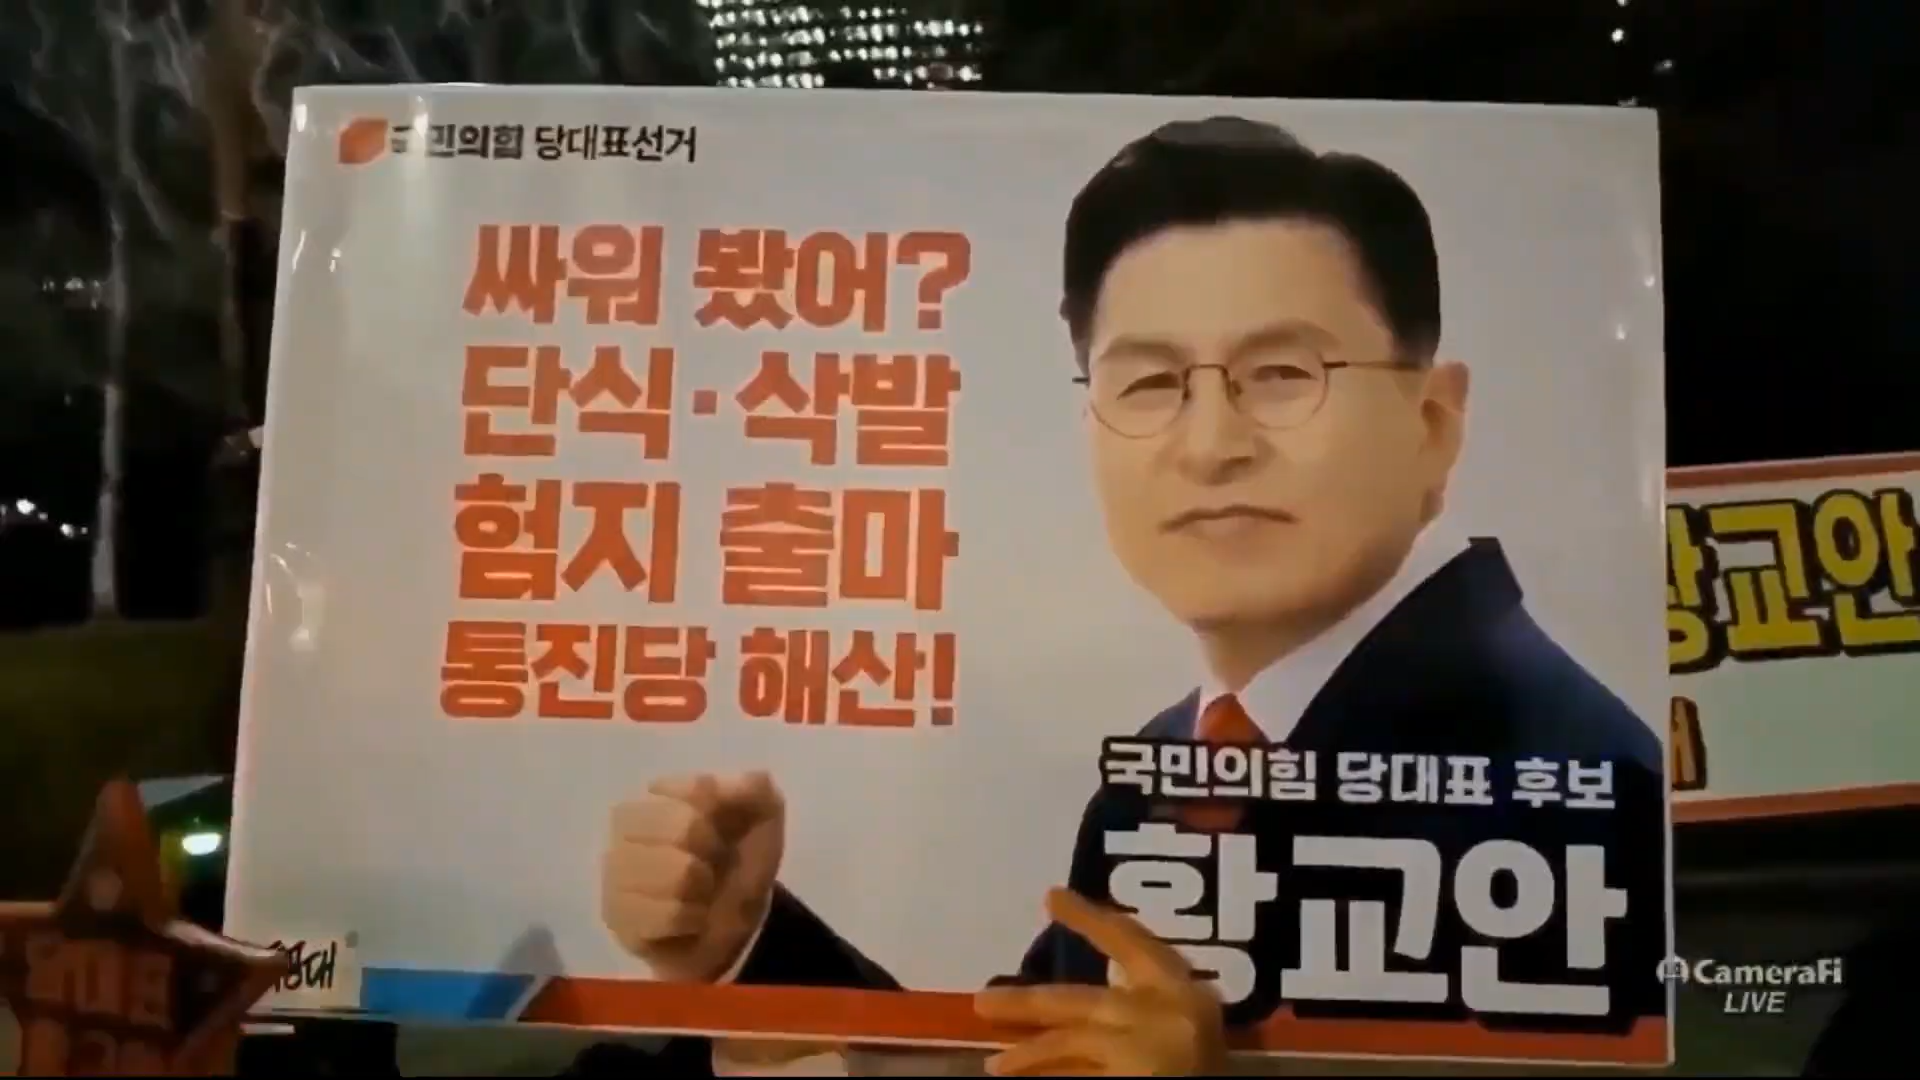 국민의힘 당대표선거
싸워 봤어?
단식·삭발
험지 출마
통진당 해산!
국민의힘 당대표 후보
황교안
황교안
CameraFi
LIVE